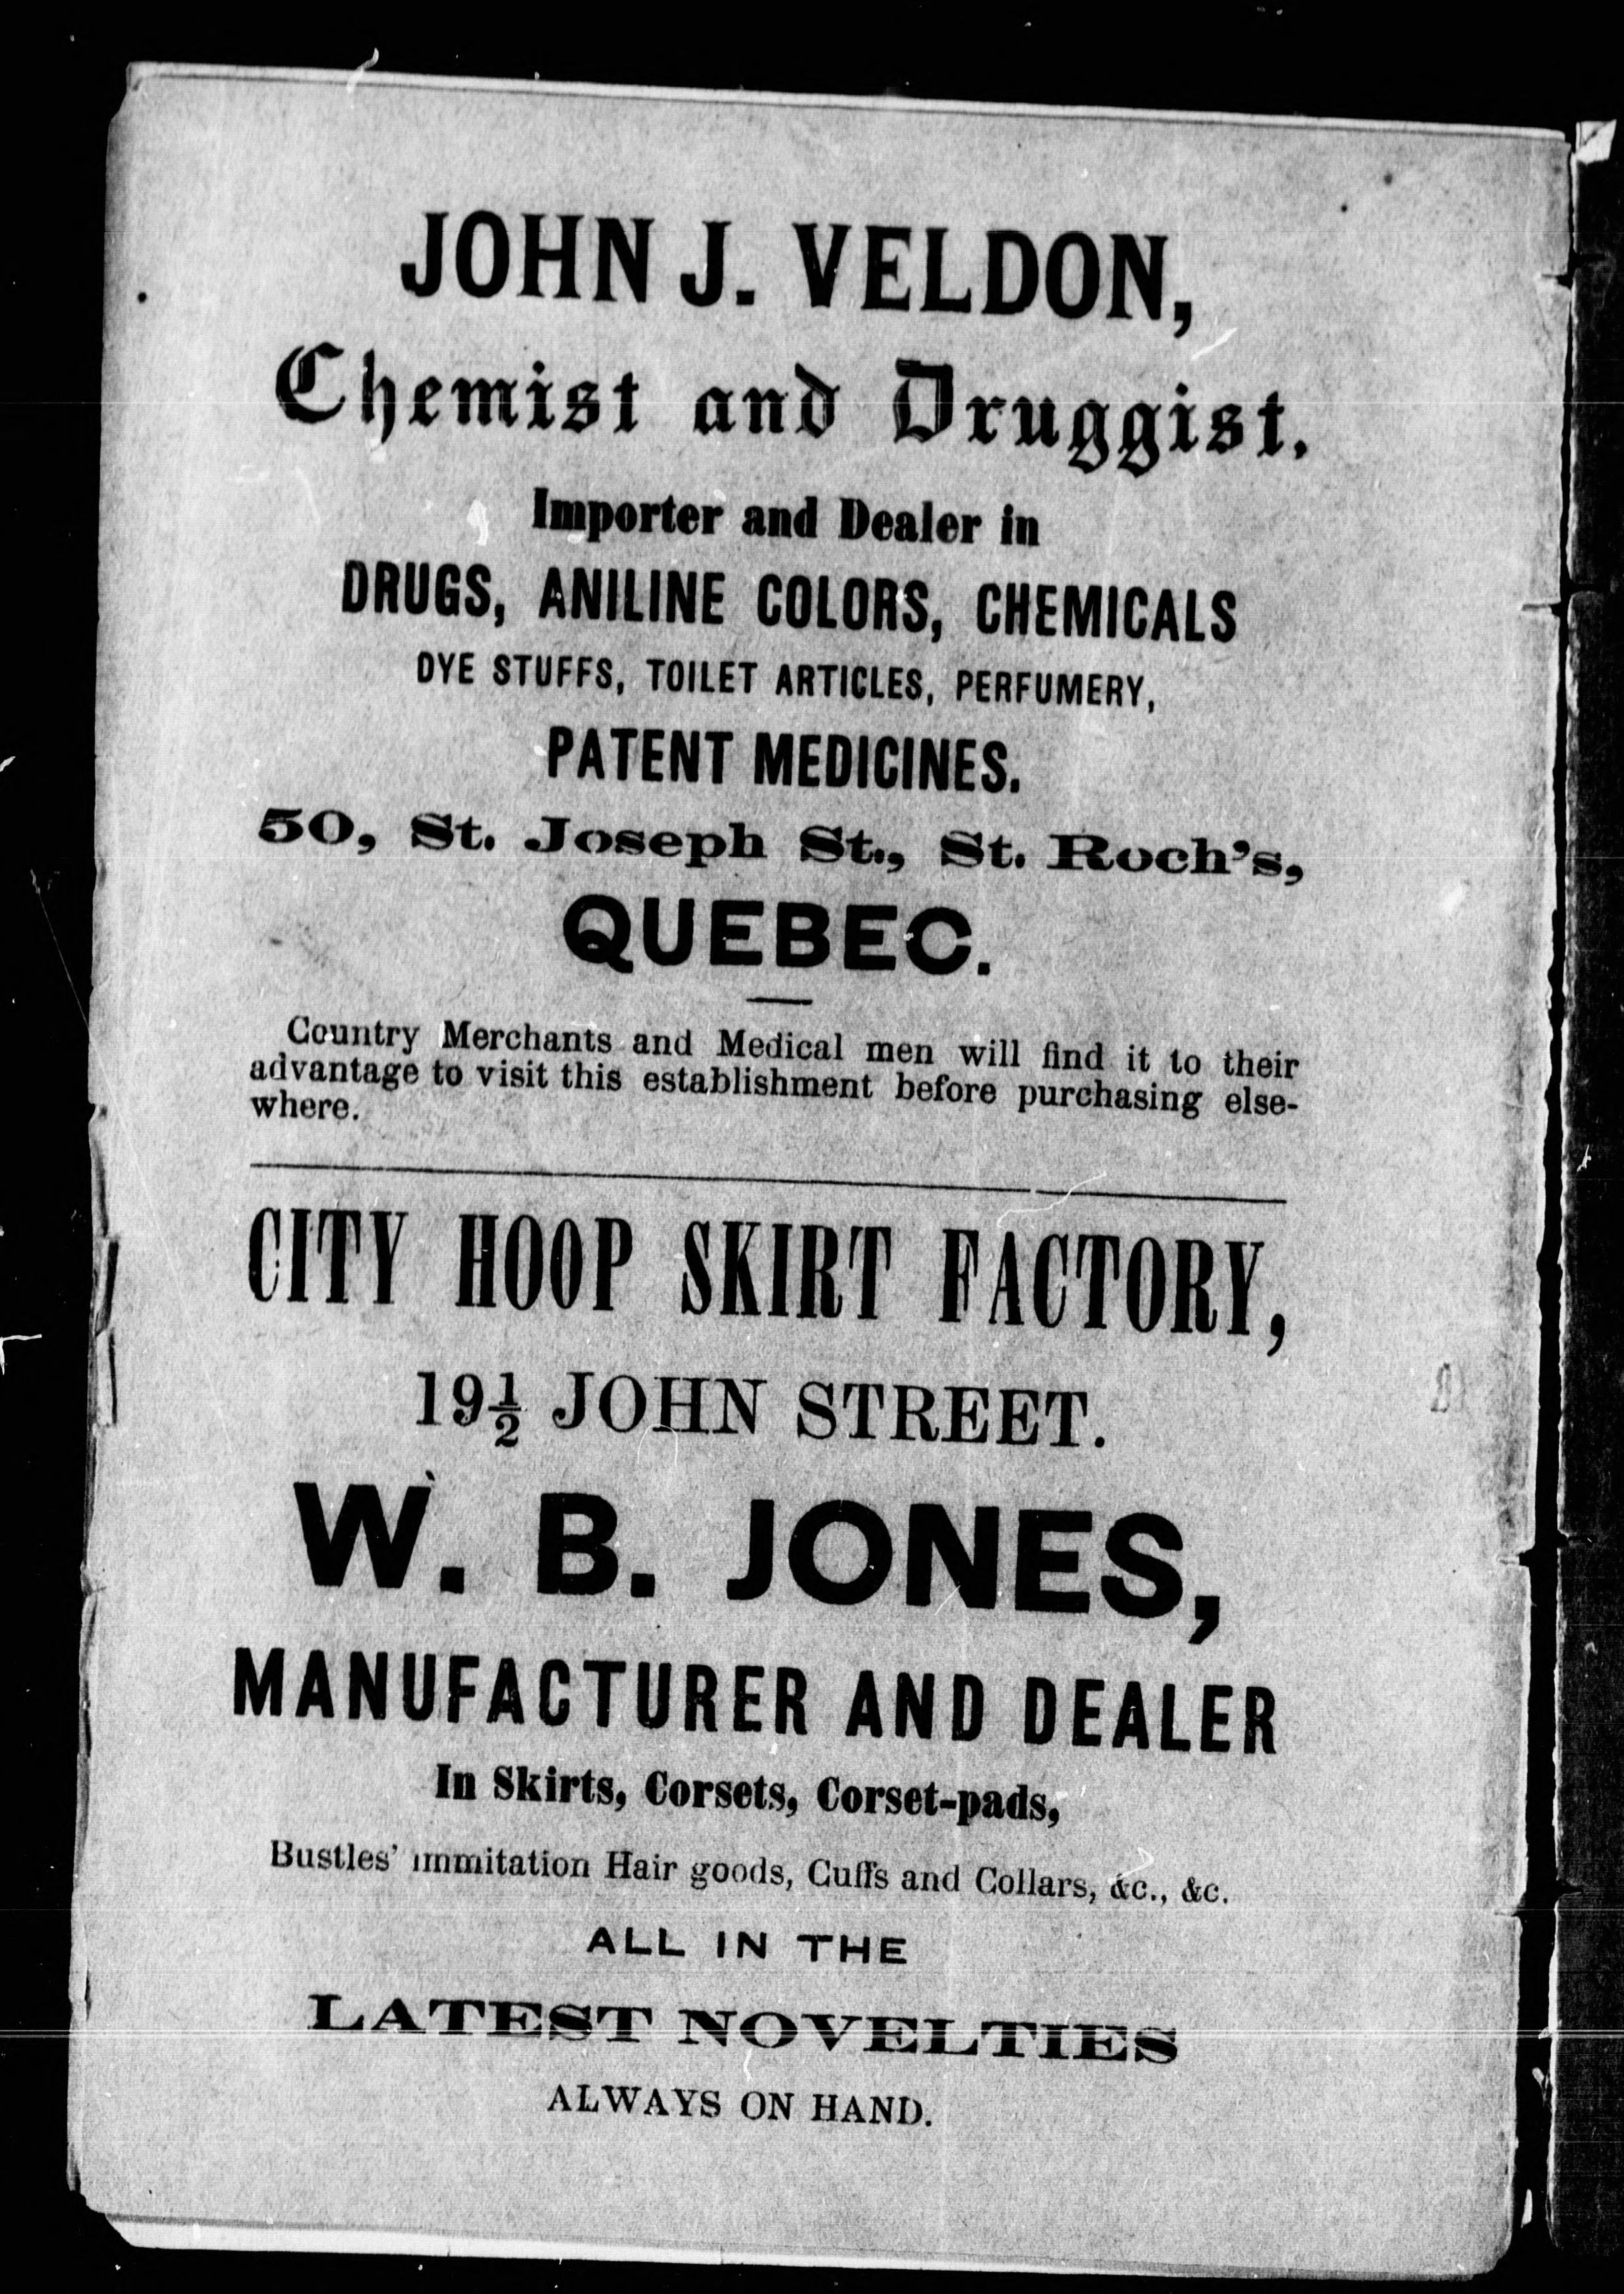 JOHN J. VELDON,
Chemist and Druggist.
Importer and Dealer in
DRUGS, ANILINE COLORS, CHEMICALS
DYE STUFFS, TOILET ARTICLES, PERFUMERY,
PATENT MEDICINES.
50, St. Joseph St., St. Roch's,
QUEBEC.
Country Merchants and Medical men will find it to their
advantage to visit this establishment before purchasing else-
where.
CITY HOOP SKIRT FACTORY,
19½ JOHN STREET.
W. B. JONES,
MANUFACTURER AND DEALER
In Skirts, Corsets, Corset-pads,
Bustles' immitation Hair goods, Cuffs and Collars, &c., &c.
ALL IN THE
LATEST NOVELTIES
ALWAYS ON HAND.